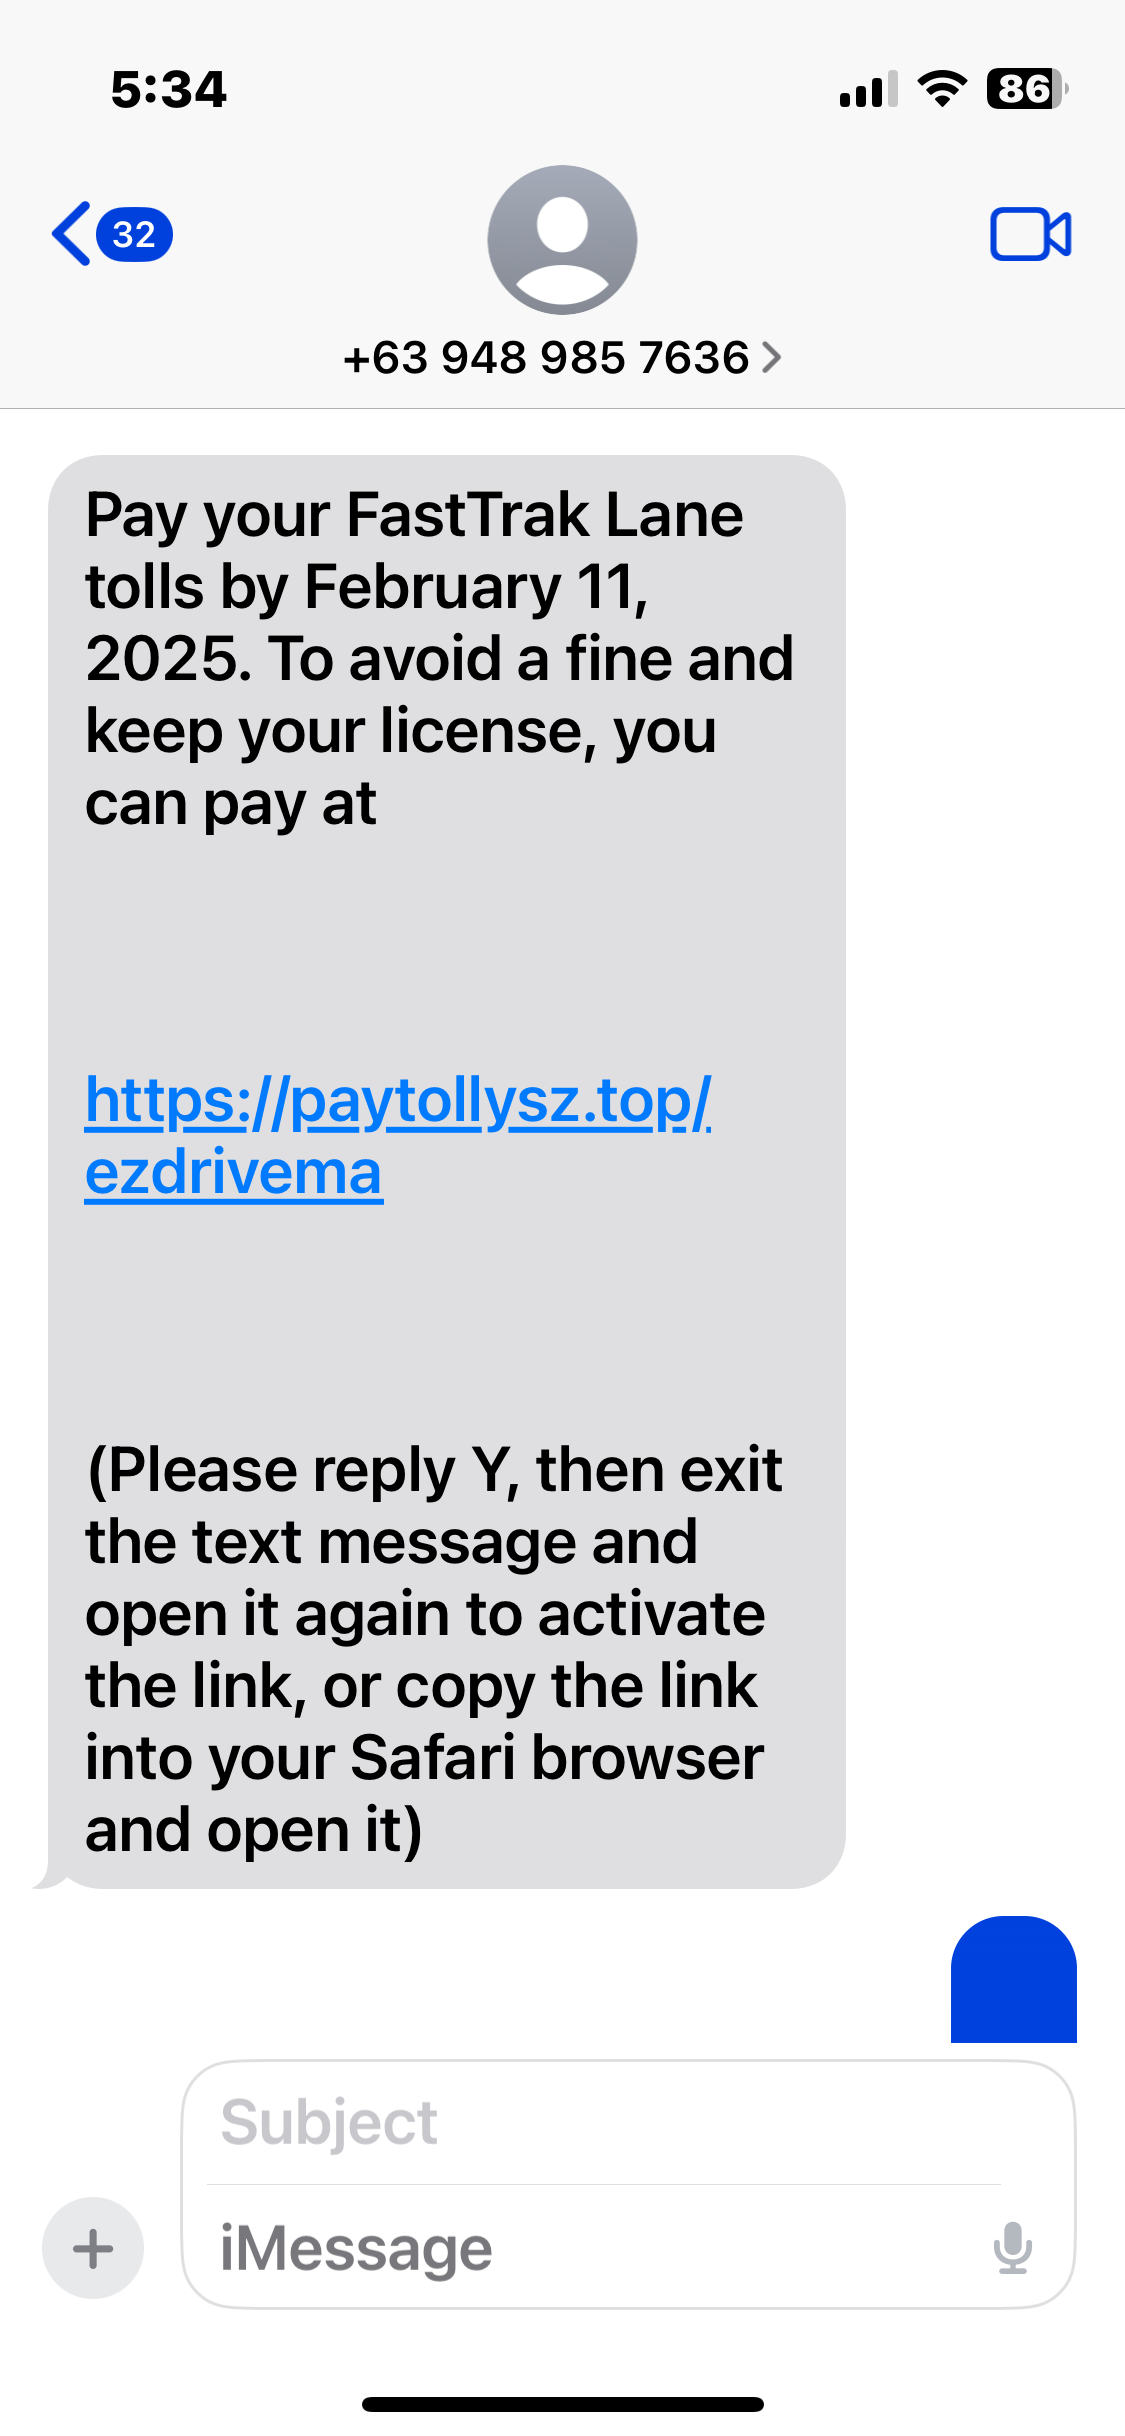 5:34
86
32
+63 948 985 7636
Pay your FastTrak Lane
tolls by February 11,
2025. To avoid a fine and
keep your license, you
can pay at
https://paytollysz.top/
ezdrivema
(Please reply Y, then exit
the text message and
open it again to activate
the link, or copy the link
into your Safari browser
and open it)
Subject
iMessage